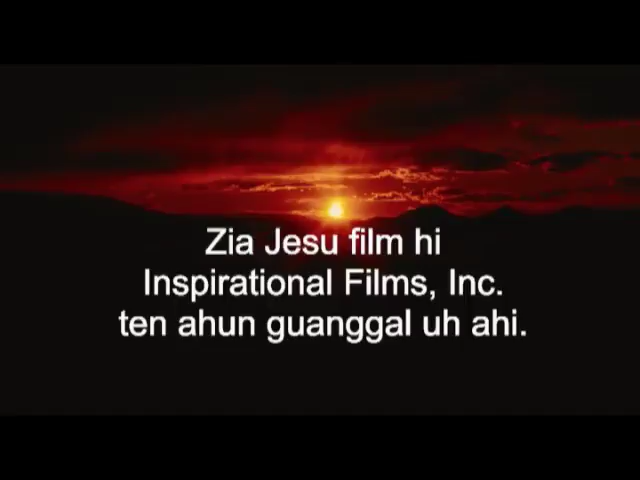 Zia Jesu film hi
Inspirational Films, Inc.
ten ahun guanggal uh ahi.